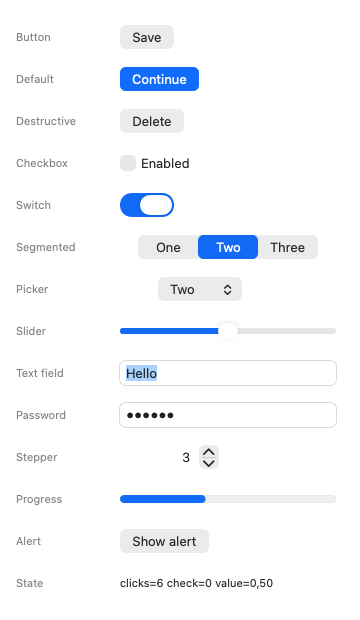 Button Save
Default Continue
Destructive Delete
Checkbox Enabled
Switch
Segmented One Two Three
Picker Two
Slider
Text field Hello
Password ●●●●●●
Stepper 3
Progress
Alert Show alert
State clicks=6 check=0 value=0,50